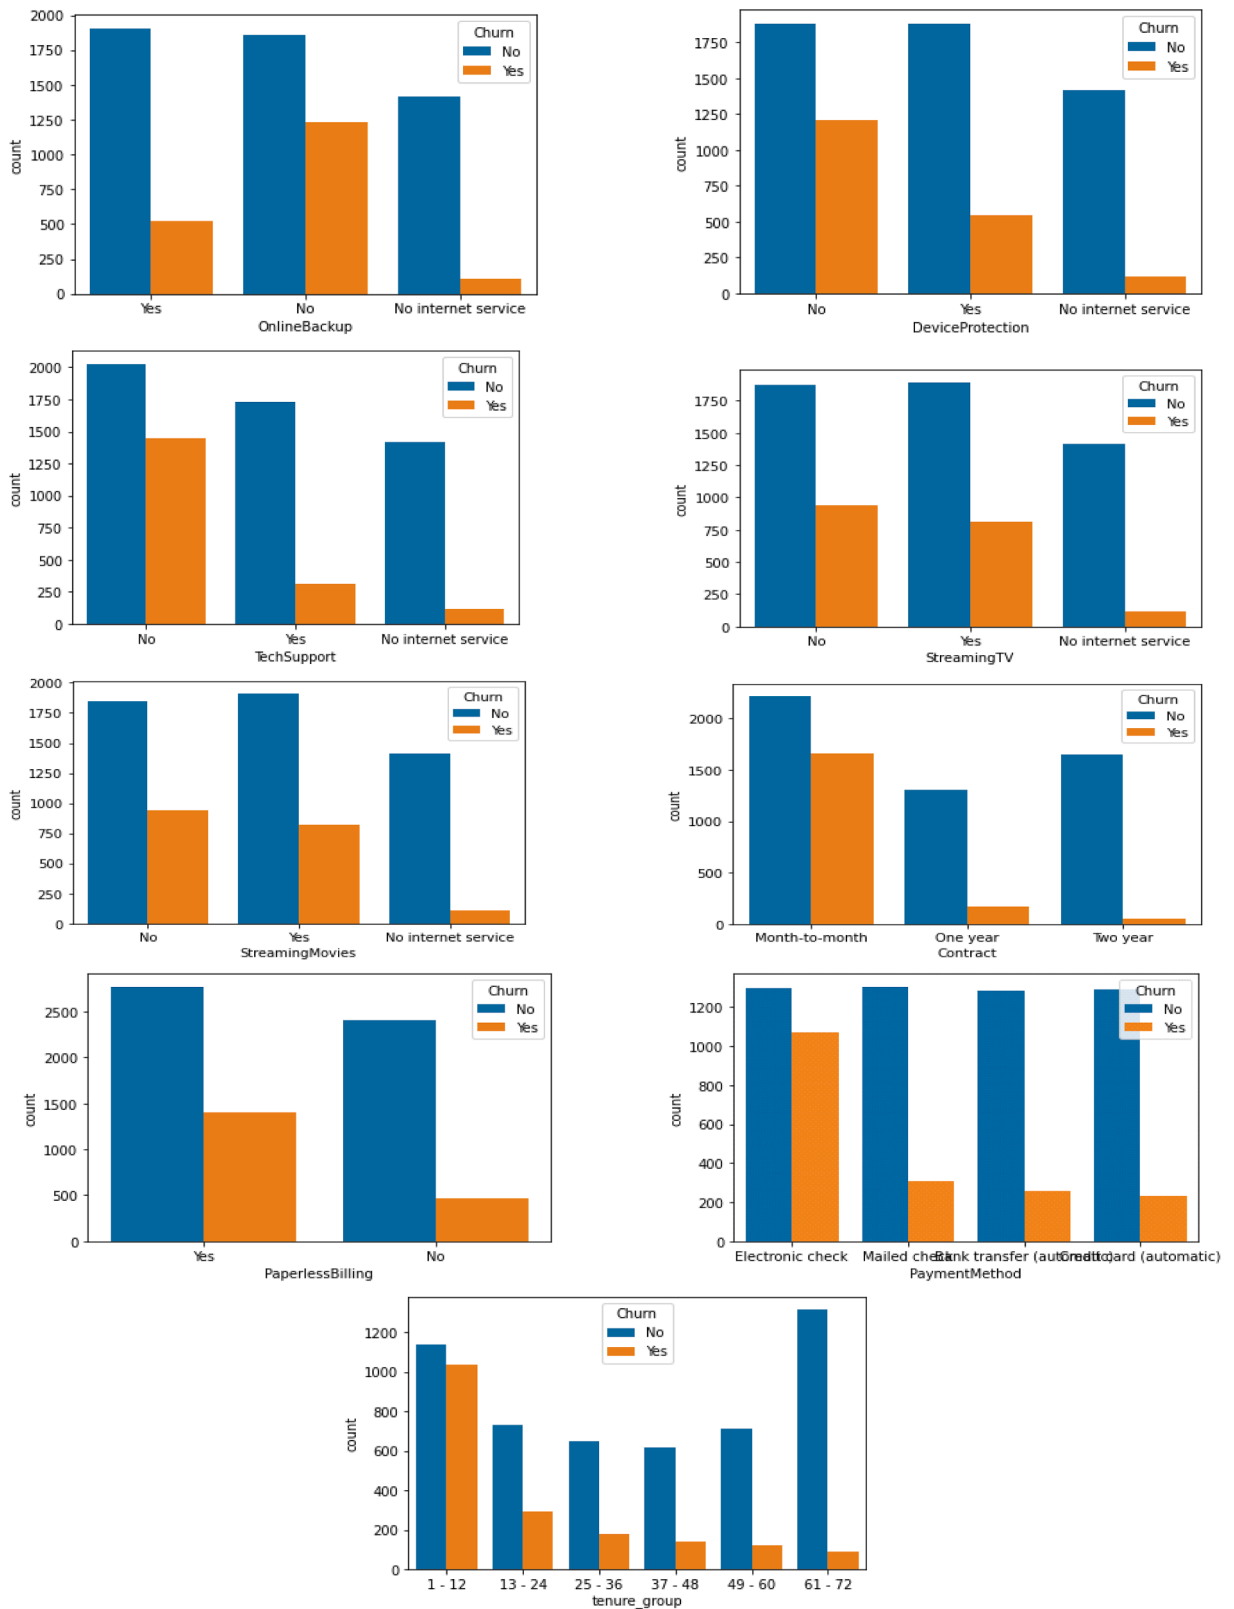 2000
1750
1500
1250
1000
750
500
250
0
count
Churn
No
Yes
Yes No No internet service
OnlineBackup
1750
1500
1250
1000
750
500
250
0
count
Churn
No
Yes
No Yes No internet service
DeviceProtection
2000
1750
1500
1250
1000
750
500
250
0
count
Churn
No
Yes
No Yes No internet service
TechSupport
1750
1500
1250
1000
750
500
250
0
count
Churn
No
Yes
No Yes No internet service
StreamingTV
2000
1750
1500
1250
1000
750
500
250
0
count
Churn
No
Yes
No Yes No internet service
StreamingMovies
2000
1500
1000
500
0
count
Churn
No
Yes
Month-to-month One year Two year
Contract
2500
2000
1500
1000
500
0
count
Churn
No
Yes
Yes No
PaperlessBilling
1200
1000
800
600
400
200
0
count
Churn
No
Yes
Electronic check Mailed check Bank transfer (automatic) Credit card (automatic)
PaymentMethod
1200
1000
800
600
400
200
0
count
Churn
No
Yes
1 - 12 13 - 24 25 - 36 37 - 48 49 - 60 61 - 72
tenure_group